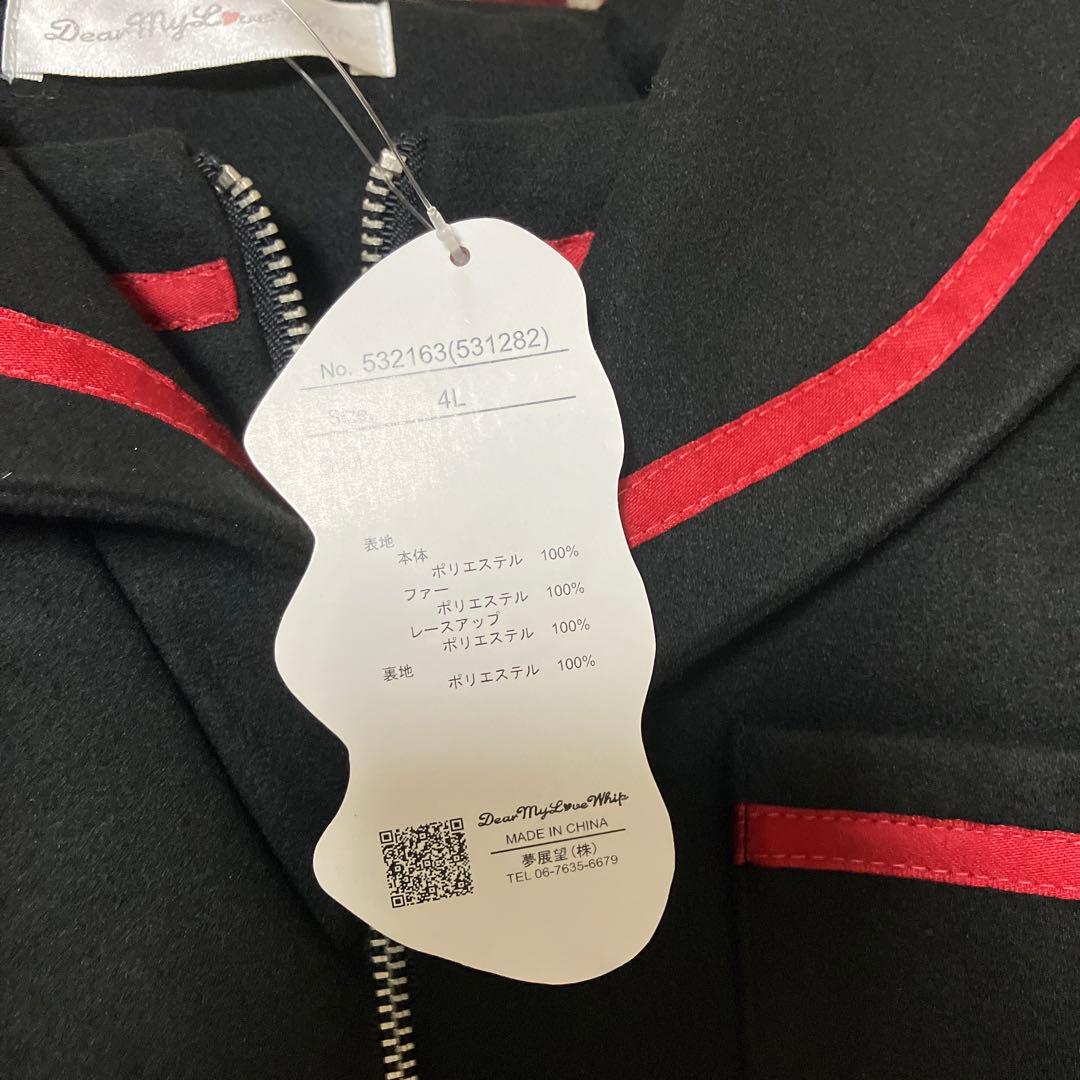 Dear My Love
No. 532163(531282)
Size 4L
表地
本体
ポリエステル 100%
ファー
ポリエステル 100%
レースアップ
ポリエステル 100%
裏地
ポリエステル 100%
Dear My Love Whip
MADE IN CHINA
夢展望(株)
TEL 06-7635-6679